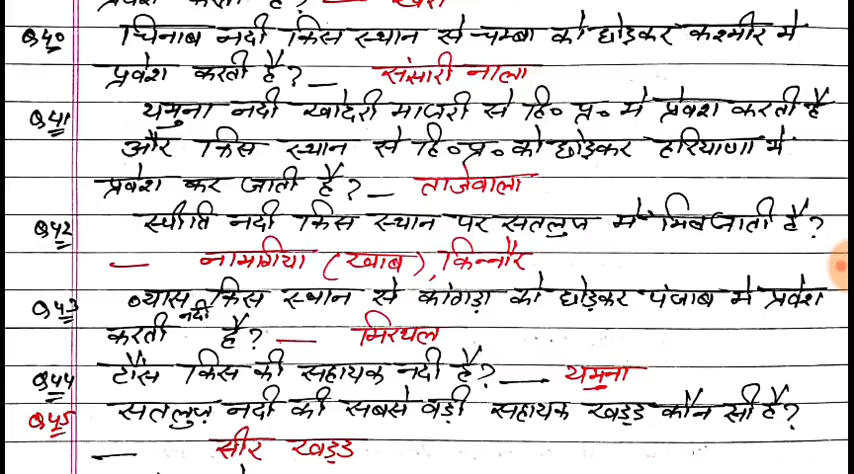 प्रवेश करती है? — खेरा
Q40 चिनाब नदी किस स्थान से चम्बा को छोड़कर कश्मीर में
प्रवेश करती है? — संसारी नाला
Q41 यमुना नदी खादरी माजरी से हि० प्र० में प्रवेश करती है
और किस स्थान से हि०प्र० को छोड़कर हरियाणा में
प्रवेश कर जाती है? — ताजेवाला
Q42 स्पीति नदी किस स्थान पर सतलुज में मिल जाती है?
— नामगिया (खाब), किन्नौर
Q43 व्यास नदी किस स्थान से कांगड़ा को छोड़कर पंजाब में प्रवेश
करती है? — मिरथल
Q44 टौंस किस की सहायक नदी है? — यमुना
Q45 सतलुज नदी की सबसे बड़ी सहायक खड्ड कौन सी है?
— सीर खड्ड